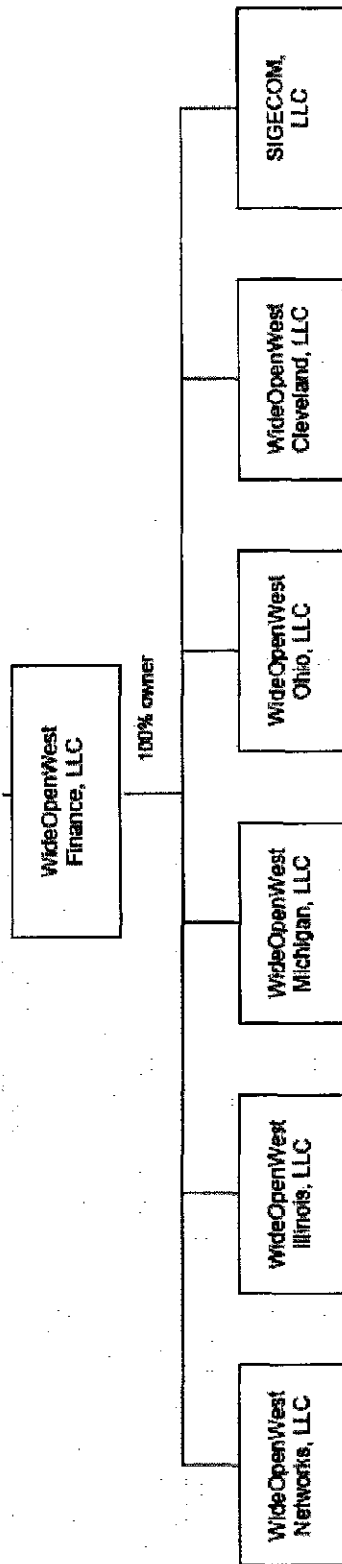 WideOpenWest
Finance, LLC
100% owner
WideOpenWest
Networks, LLC
WideOpenWest
Illinois, LLC
WideOpenWest
Michigan, LLC
WideOpenWest
Ohio, LLC
WideOpenWest
Cleveland, LLC
SIGECOM,
LLC